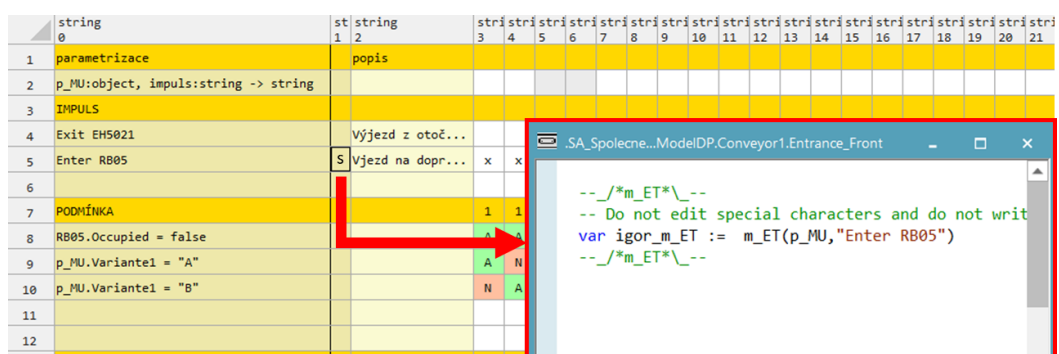 string st string stri stri stri stri stri stri stri stri stri stri stri stri stri stri stri stri stri stri stri
0 1 2 3 4 5 6 7 8 9 10 11 12 13 14 15 16 17 18 19 20 21
1 parametrizace popis
2 p_MU:object, impuls:string -> string
3 IMPULS
4 Exit EH5021 Výjezd z otoč...
5 Enter RB05 S Vjezd na dopr... x x
6
7 PODMÍNKA 1 1
8 RB05.Occupied = false A A
9 p_MU.Variante1 = "A" A N
10 p_MU.Variante1 = "B" N A
11
12
.SA_Spolecne...ModelDP.Conveyor1.Entrance_Front
--_/*m_ET*\_--
-- Do not edit special characters and do not writ
var igor_m_ET := m_ET(p_MU,"Enter RB05")
--_/*m_ET*\_--